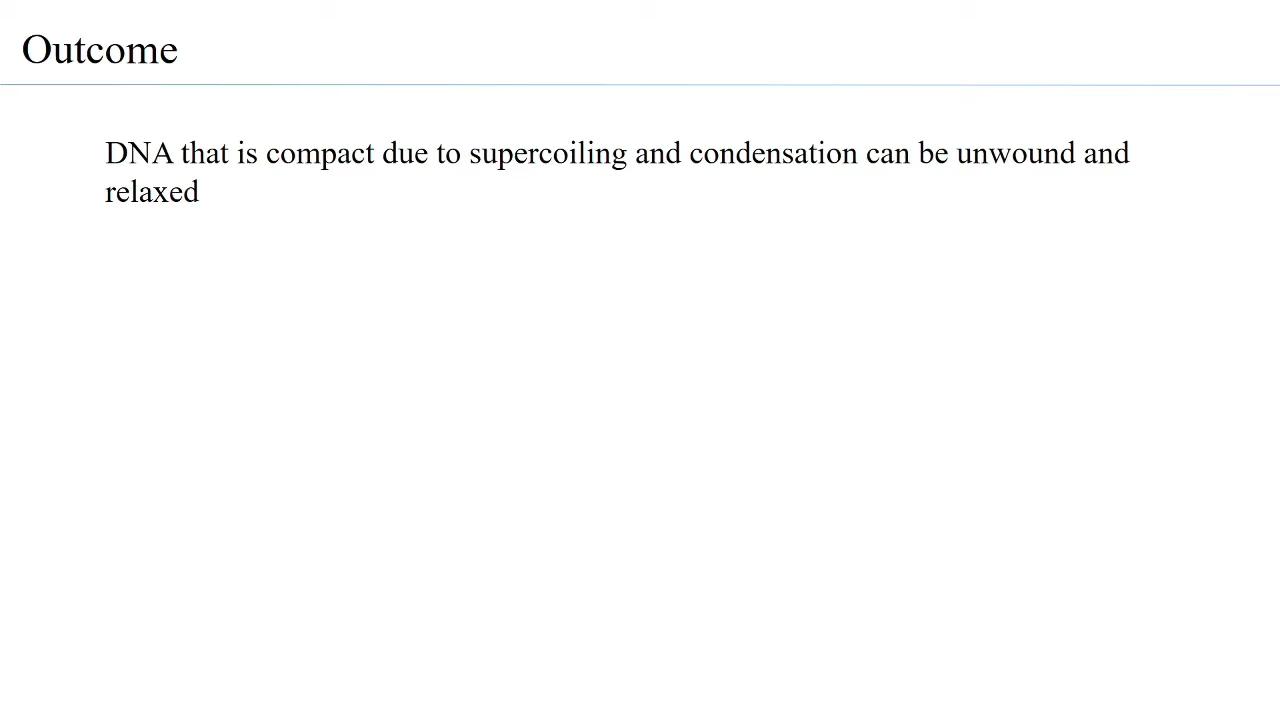 Outcome
DNA that is compact due to supercoiling and condensation can be unwound and
relaxed